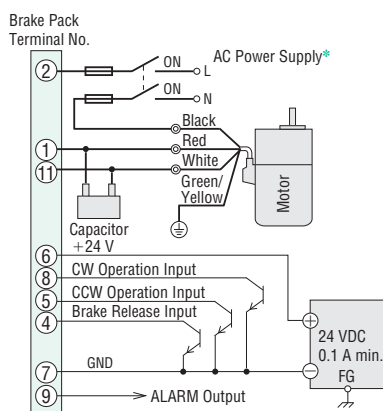 Brake Pack
Terminal No.
AC Power Supply*
2
ON
L
ON
N
Black
1
Red
11
White
Green/
Yellow
Motor
Capacitor
+24 V
6
8
CW Operation Input
5
CCW Operation Input
4
Brake Release Input
+
24 VDC
0.1 A min.
7
GND
−
FG
9
ALARM Output